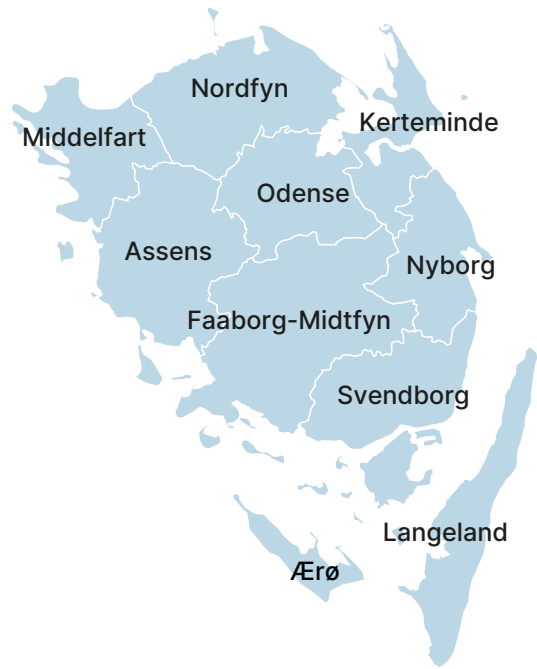 Nordfyn
Kerteminde
Middelfart
Odense
Assens
Nyborg
Faaborg-Midtfyn
Svendborg
Langeland
Ærø